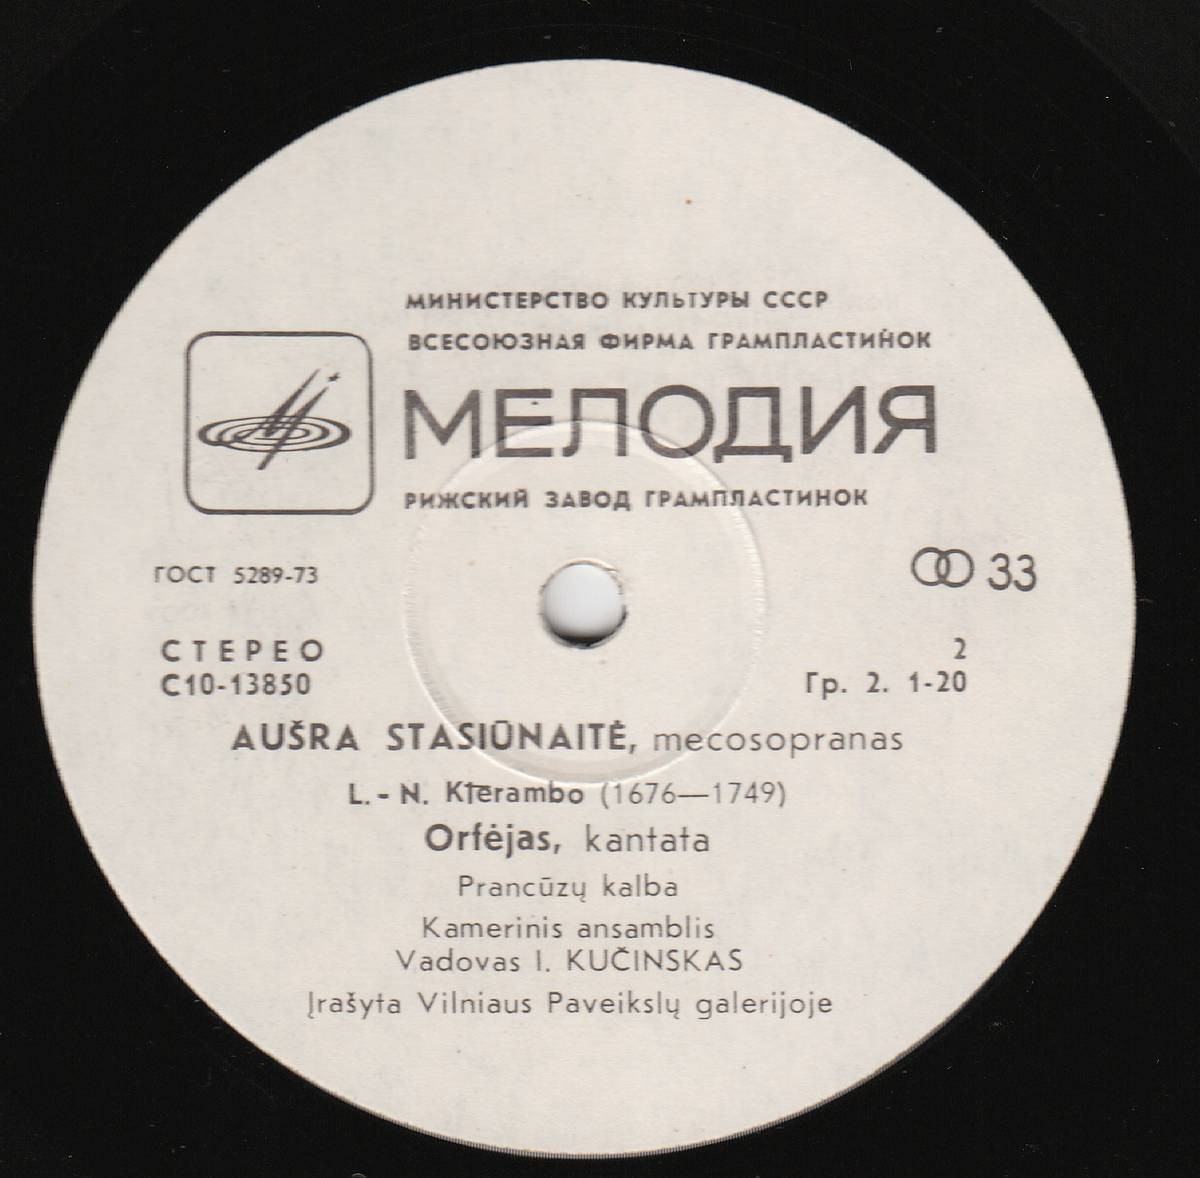 МИНИСТЕРСТВО КУЛЬТУРЫ СССР
ВСЕСОЮЗНАЯ ФИРМА ГРАМПЛАСТИНОК
МЕЛОДИЯ
РИЖСКИЙ ЗАВОД ГРАМПЛАСТИНОК
ГОСТ 5289-73
33
СТЕРЕО
2
С10-13850
Гр. 2. 1-20
AUŠRA STASIŪNAITĖ, mecosopranas
L.-N. Klerambo (1676—1749)
Orfėjas, kantata
Prancūzų kalba
Kamerinis ansamblis
Vadovas I. KUČINSKAS
Įrašyta Vilniaus Paveikslų galerijoje